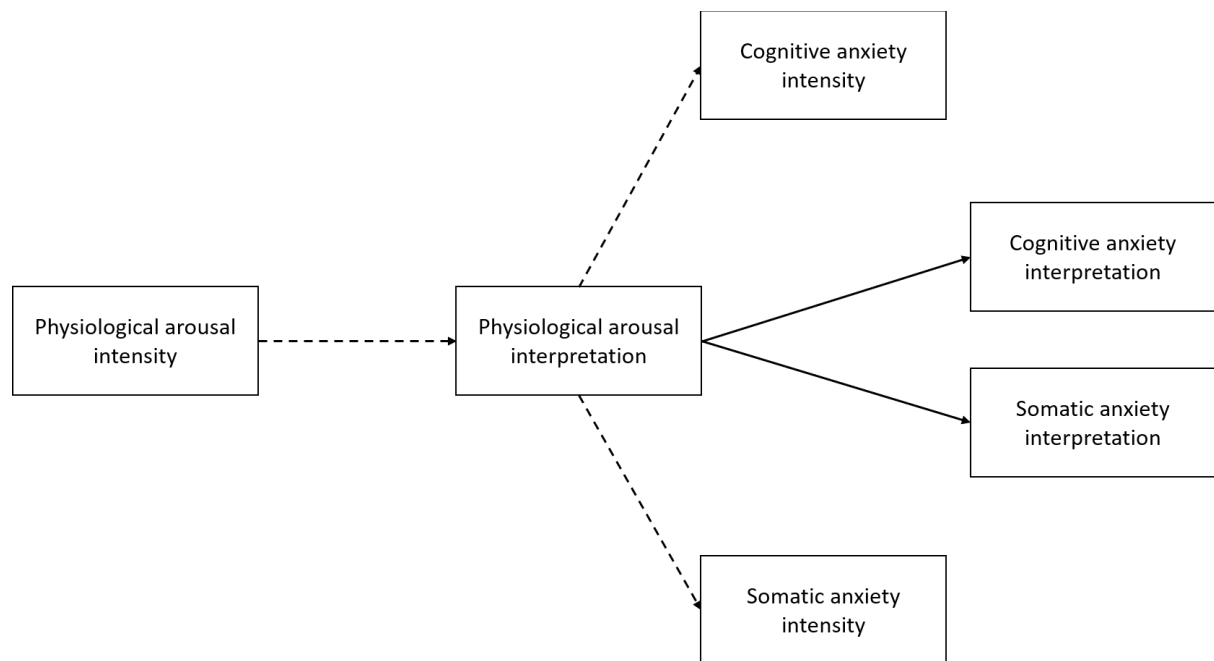 Cognitive anxiety
intensity
Cognitive anxiety
interpretation
Physiological arousal
intensity
Physiological arousal
interpretation
Somatic anxiety
interpretation
Somatic anxiety
intensity